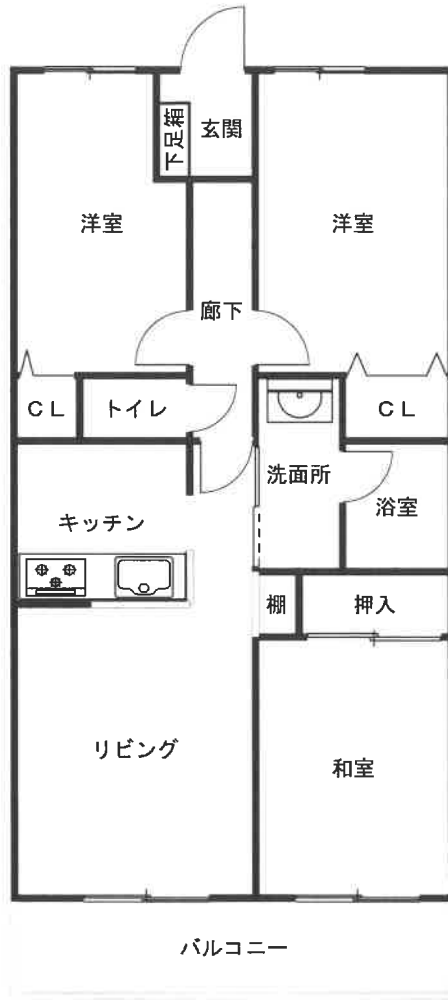 玄関
下足箱
洋室
洋室
廊下
CL
トイレ
CL
洗面所
浴室
キッチン
棚
押入
リビング
和室
バルコニー